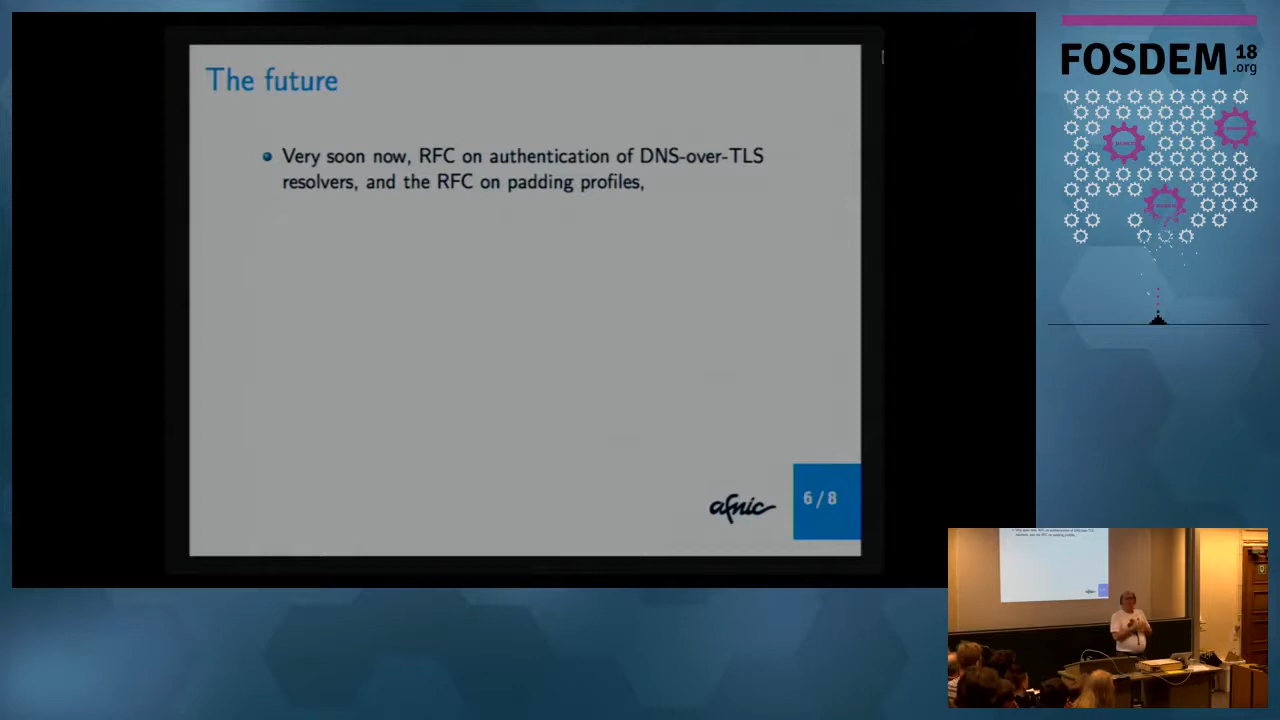 The future
Very soon now, RFC on authentication of DNS-over-TLS
resolvers, and the RFC on padding profiles,
afnic
6 / 8
FOSDEM 18
.org